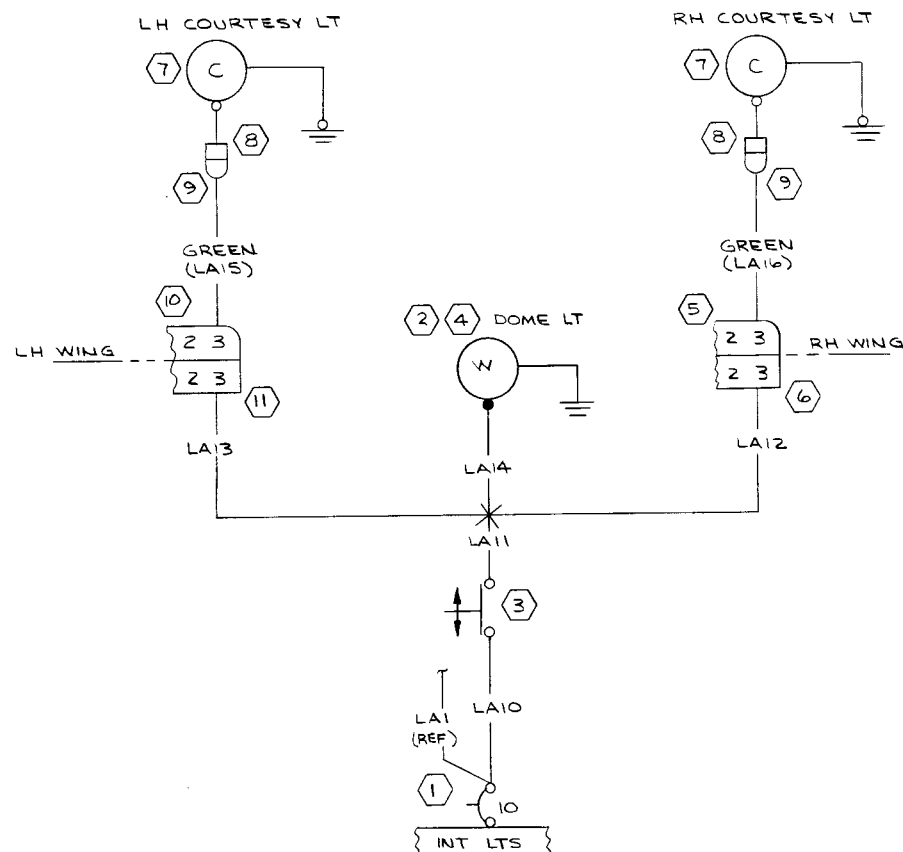 LH COURTESY LT
RH COURTESY LT
7
C
7
C
8
8
9
9
GREEN
(LA15)
GREEN
(LA16)
10
2 4 DOME LT
5
2 3
2 3
LH WING
W
RH WING
2 3
2 3
11
6
LA13
LA14
LA12
LA11
3
LA1
(REF)
LA10
1
10
INT LTS